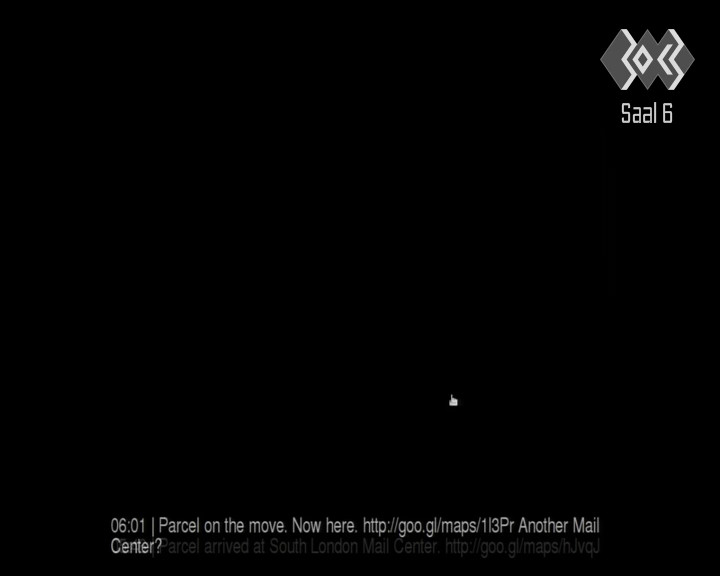 30C3
Saal 6
06:01 | Parcel on the move. Now here. http://goo.gl/maps/1l3Pr Another Mail
Center?
Parcel arrived at South London Mail Center. http://goo.gl/maps/hJvqJ